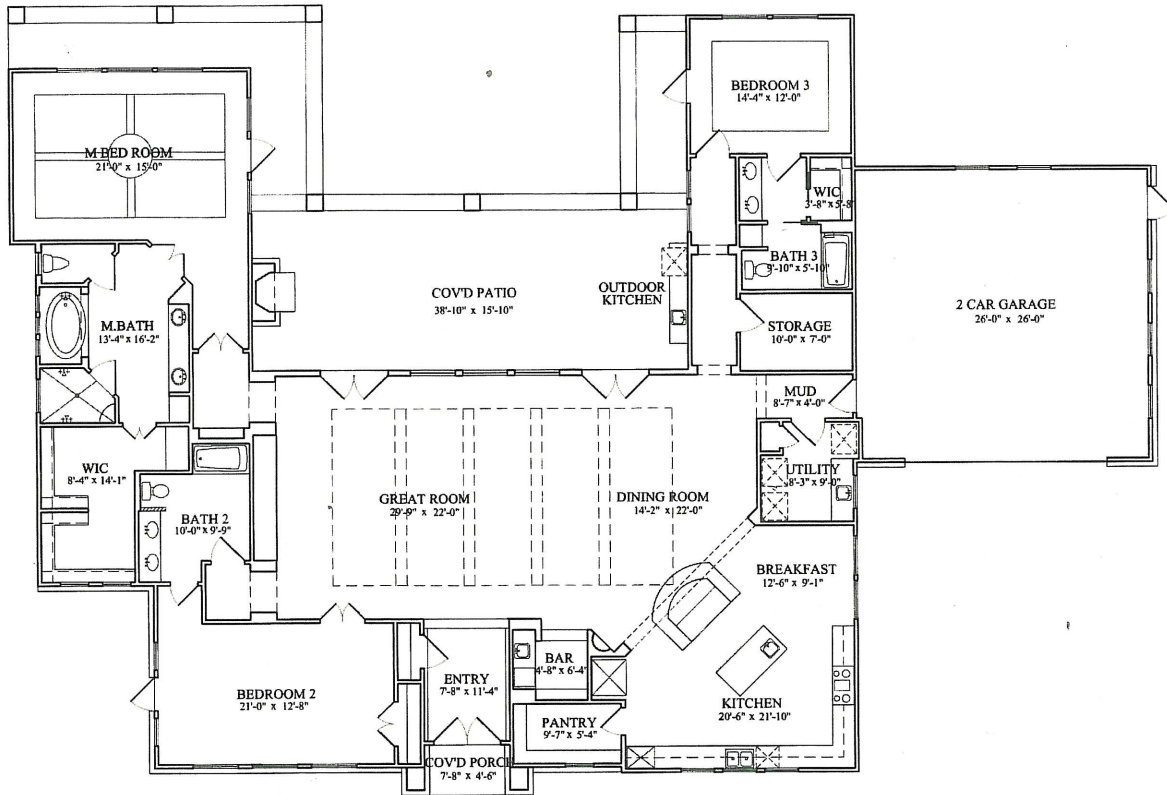 BEDROOM 3
14'-4" x 12'-0"
M BED ROOM
21'-0" x 15'-0"
WIC
3'-8" x 5'-8"
BATH 3
9'-10" x 5'-10"
COV'D PATIO
38'-10" x 15'-10"
OUTDOOR
KITCHEN
2 CAR GARAGE
26'-0" x 26'-0"
M.BATH
13'-4" x 16'-2"
STORAGE
10'-0" x 7'-0"
MUD
8'-7" x 4'-0"
WIC
8'-4" x 14'-1"
UTILITY
8'-3" x 9'-0"
GREAT ROOM
29'-9" x 22'-0"
DINING ROOM
14'-2" x 22'-0"
BATH 2
10'-0" x 9'-9"
BREAKFAST
12'-6" x 9'-1"
BAR
4'-8" x 6'-4"
ENTRY
7'-8" x 11'-4"
BEDROOM 2
21'-0" x 12'-8"
KITCHEN
20'-6" x 21'-10"
PANTRY
9'-7" x 5'-4"
COV'D PORCH
7'-8" x 4'-6"